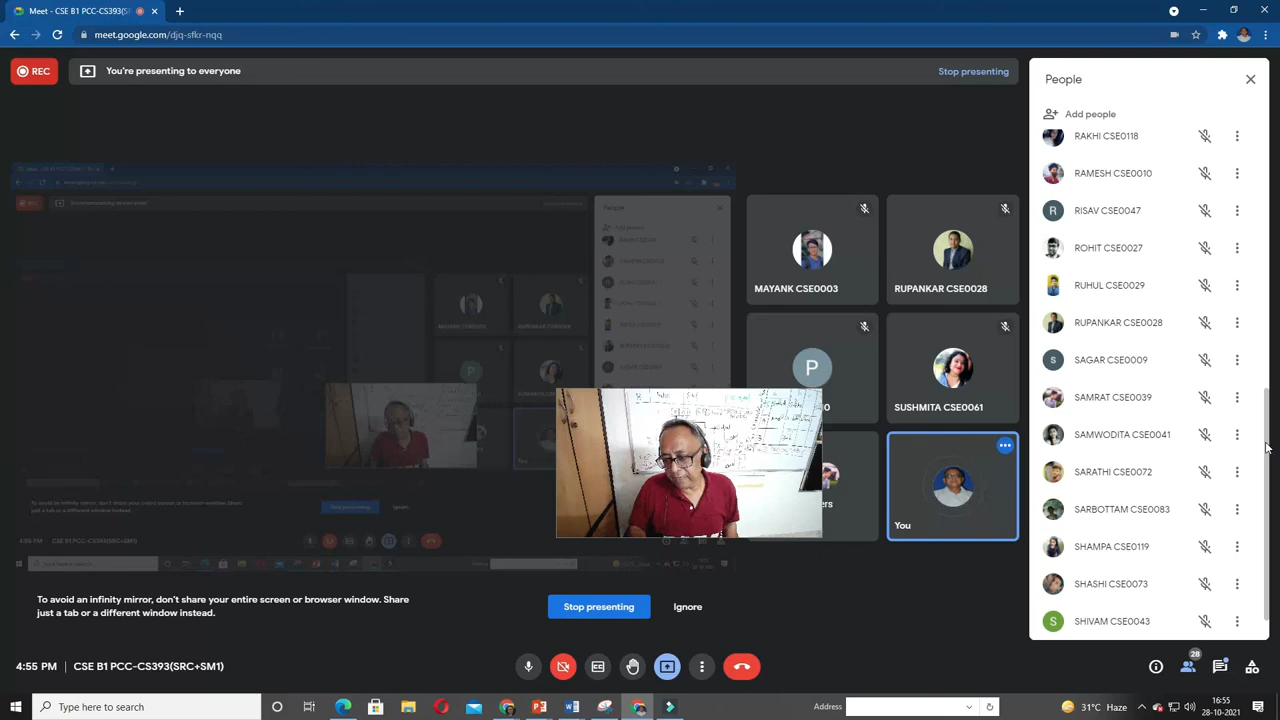 Meet - CSE B1 PCC-CS393(SRC
meet.google.com/djq-sfkr-nqq
REC
You're presenting to everyone
Stop presenting
People
Add people
RAKHI CSE0118
RAMESH CSE0010
RISAV CSE0047
ROHIT CSE0027
RUHUL CSE0029
RUPANKAR CSE0028
SAGAR CSE0009
SAMRAT CSE0039
SAMWODITA CSE0041
SARATHI CSE0072
SARBOTTAM CSE0083
SHAMPA CSE0119
SHASHI CSE0073
SHIVAM CSE0043
R
S
S
MAYANK CSE0003
RUPANKAR CSE0028
P
SUSHMITA CSE0061
You
To avoid an infinity mirror, don't share your entire screen or browser window. Share
just a tab or a different window instead.
Stop presenting
Ignore
4:55 PM | CSE B1 PCC-CS393(SRC+SM1)
28
Type here to search
Address
31°C Haze
16:55
28-10-2021